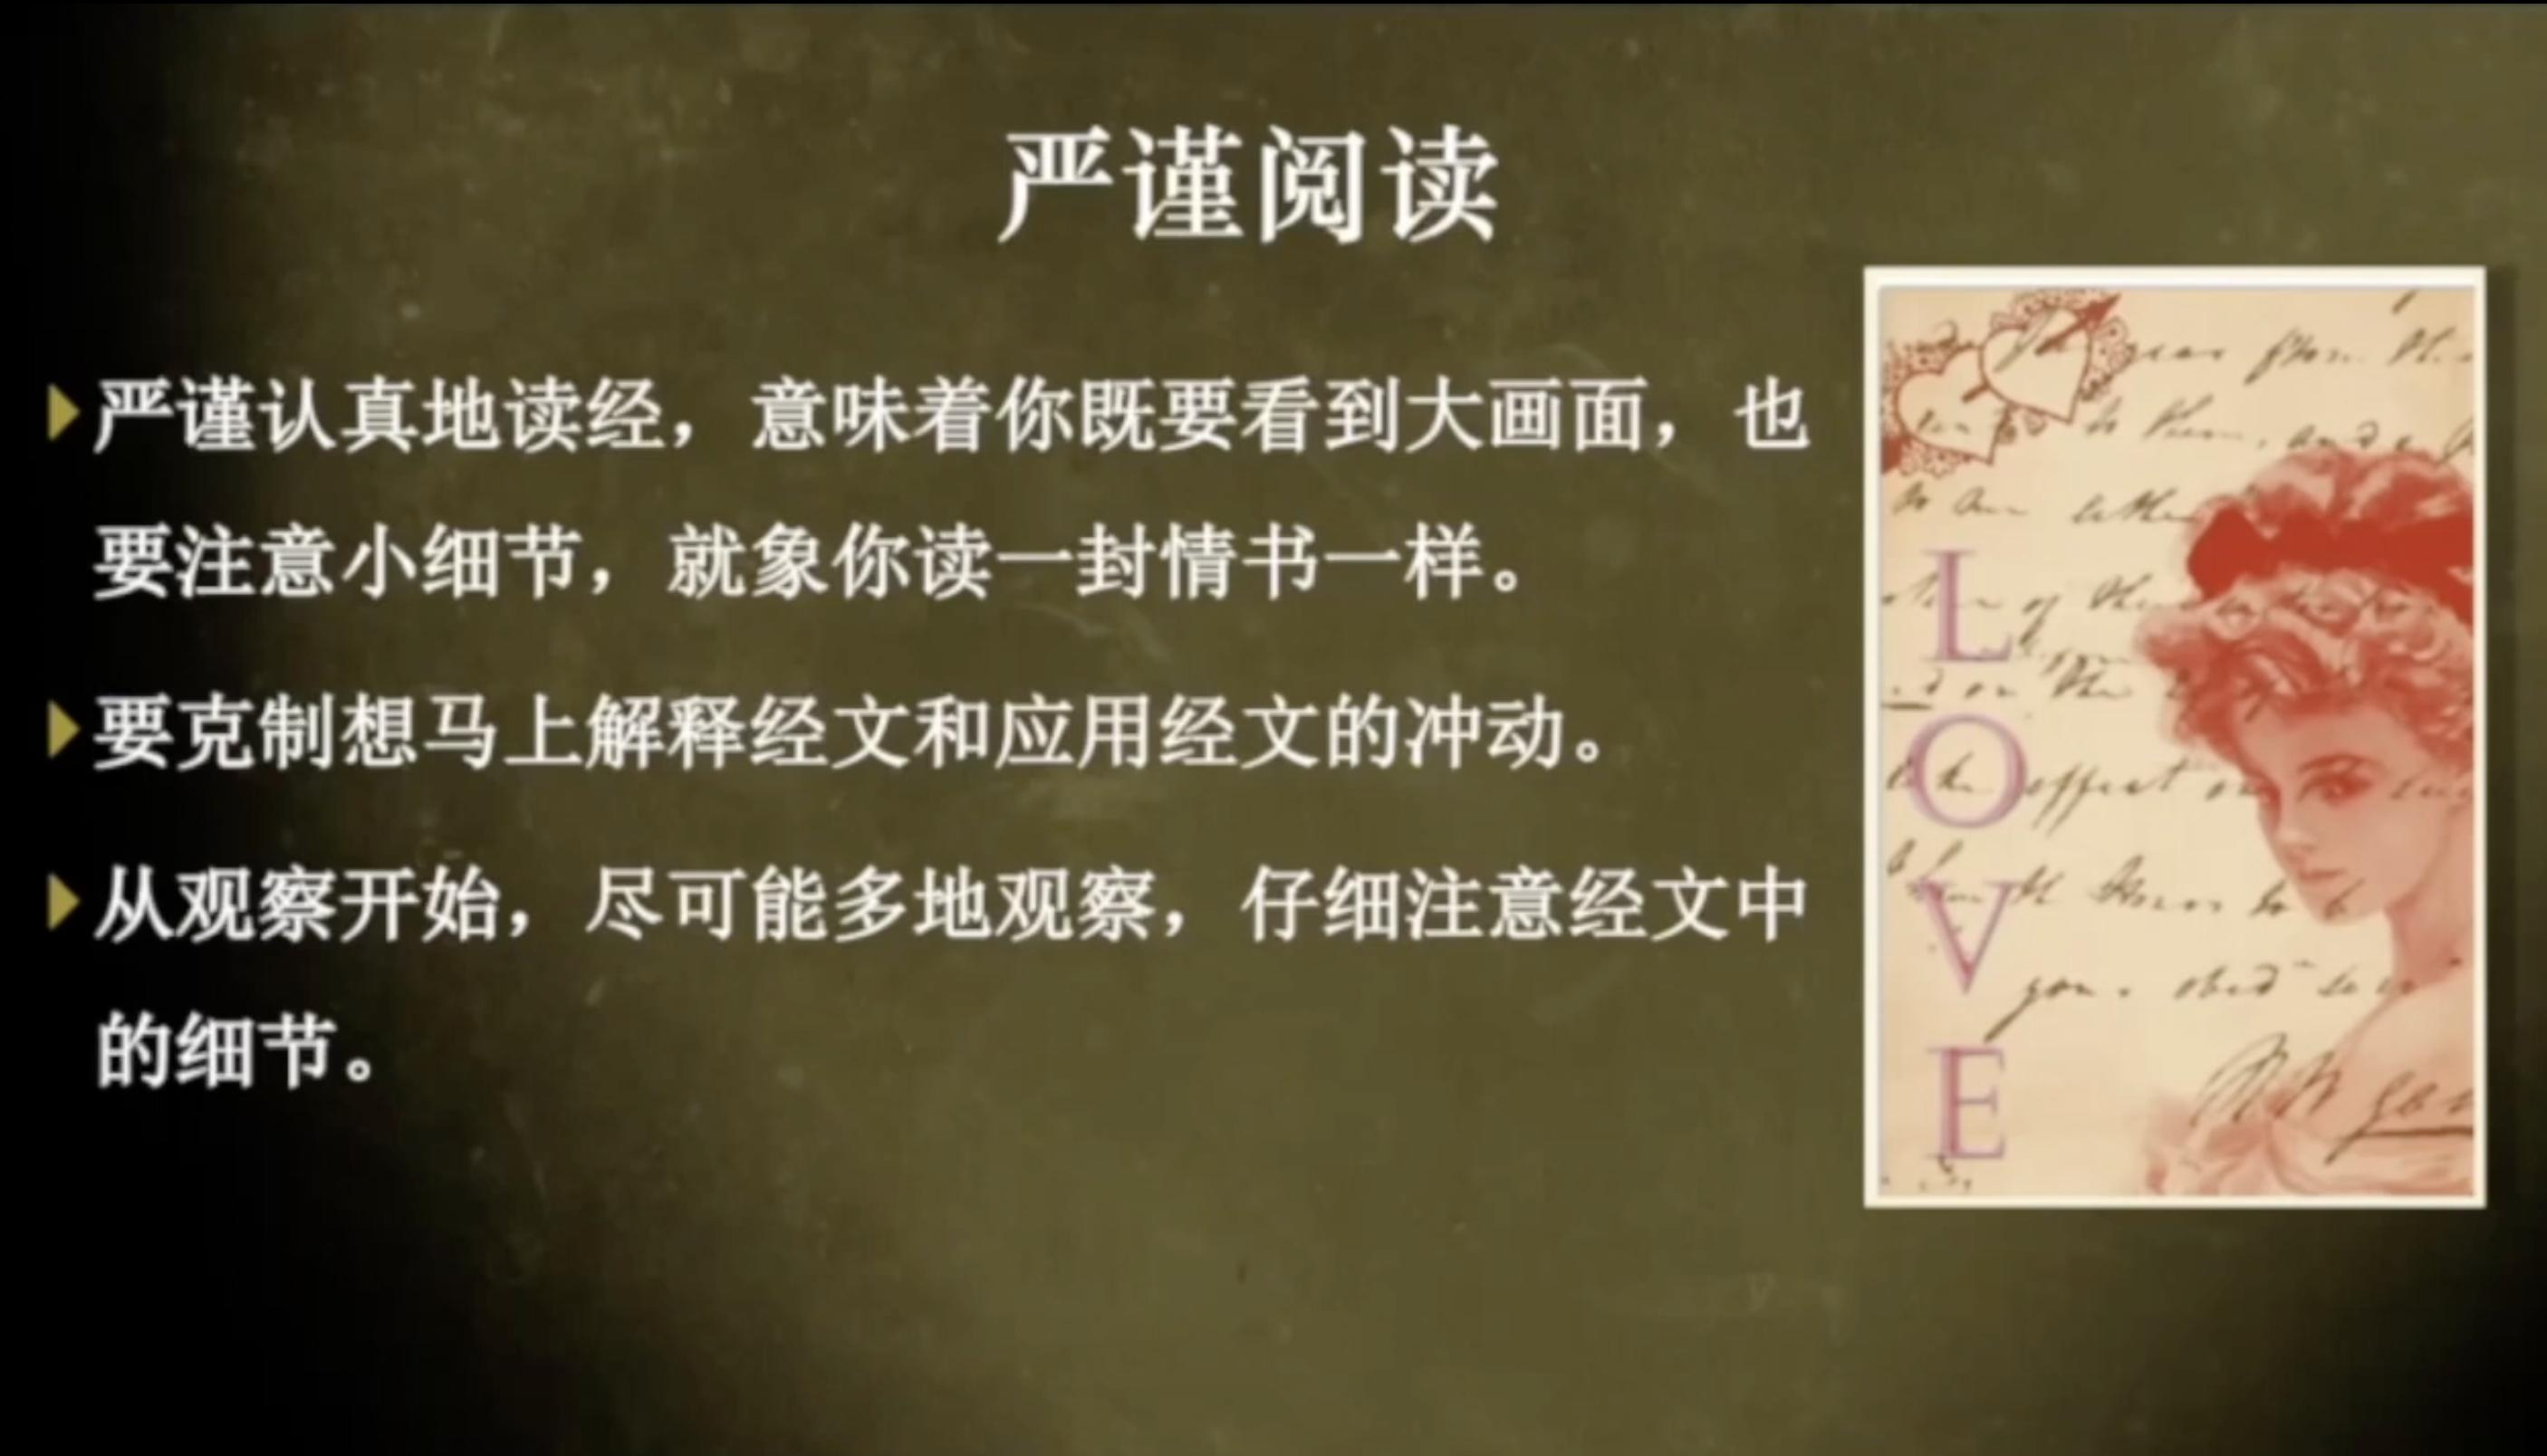 严谨阅读
严谨认真地读经，意味着你既要看到大画面，也
要注意小细节，就象你读一封情书一样。
要克制想马上解释经文和应用经文的冲动。
从观察开始，尽可能多地观察，仔细注意经文中
的细节。
LOVE